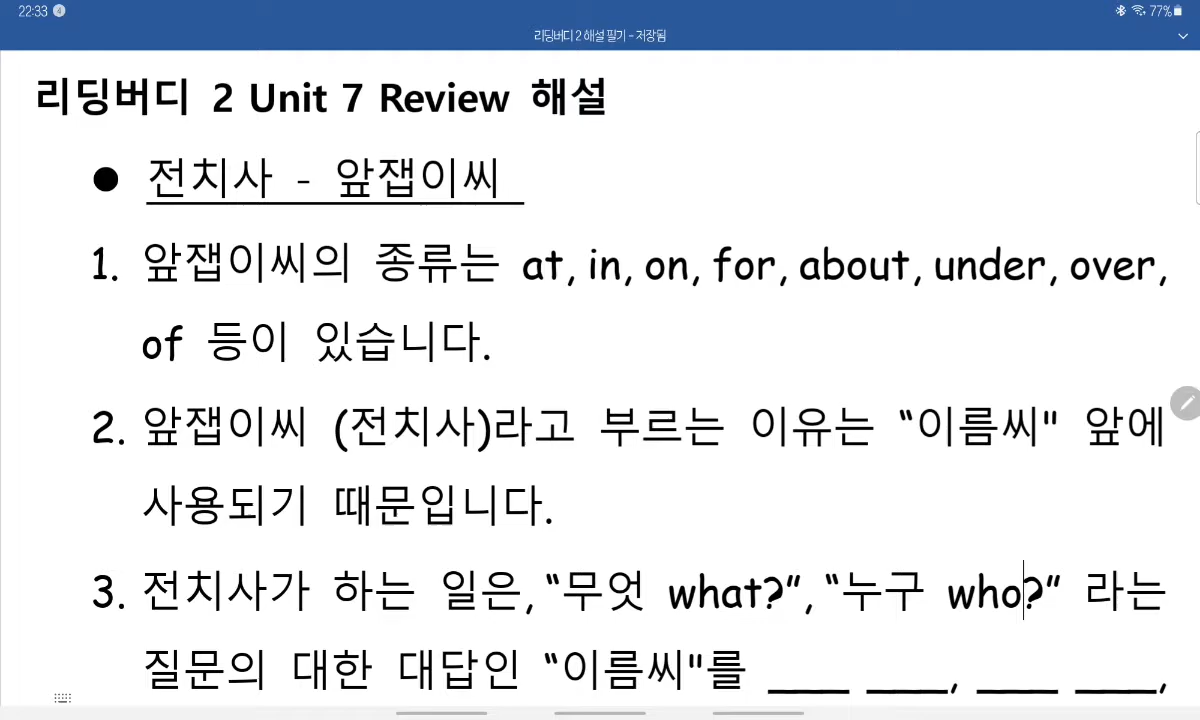 22:33 4 77%
리딩버디 2 해설 필기 - 저장됨
리딩버디 2 Unit 7 Review 해설
● 전치사 - 앞잽이씨
1. 앞잽이씨의 종류는 at, in, on, for, about, under, over,
of 등이 있습니다.
2. 앞잽이씨 (전치사)라고 부르는 이유는 “이름씨" 앞에
사용되기 때문입니다.
3. 전치사가 하는 일은, “무엇 what?”, “누구 who?” 라는
질문의 대한 대답인 “이름씨"를 ___ ___, ___ ___,